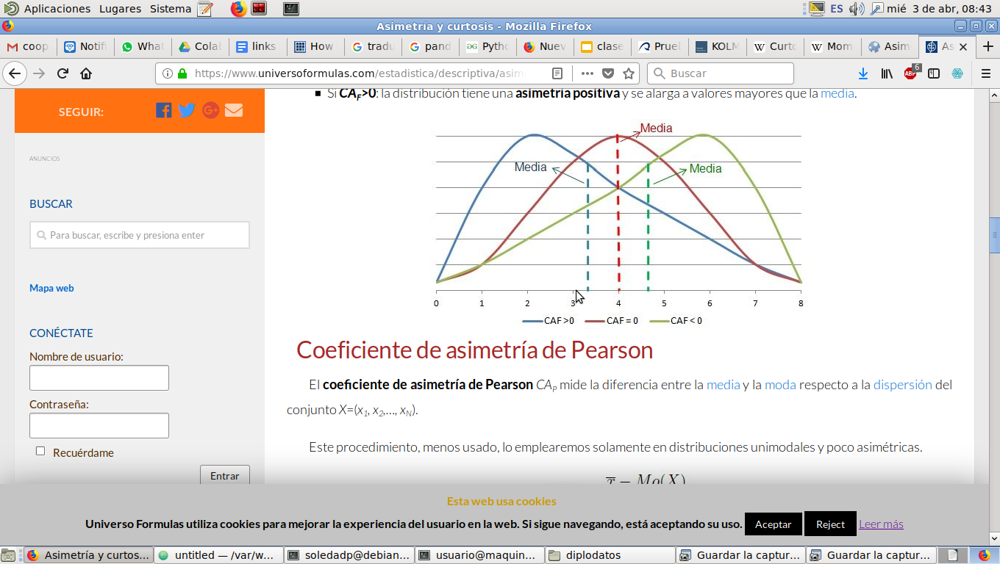 Aplicaciones Lugares Sistema ES mié 3 de abr, 08:43
Asimetría y curtosis - Mozilla Firefox
coop Notifi What Colal links How tradu pand Pytho Nuev clase Prue KOLM Curto Mom Asim As
https://www.universoformulas.com/estadistica/descriptiva/asim Buscar ABP 6
SEGUIR:
ANUNCIOS
BUSCAR
Para buscar, escribe y presiona enter
Mapa web
CONÉCTATE
Nombre de usuario:
Contraseña:
Recuérdame
Entrar
Si CAF>0: la distribución tiene una asimetría positiva y se alarga a valores mayores que la media.
Media
Media
Media
0 1 2 3 4 5 6 7 8
CAF >0 CAF = 0 CAF < 0
Coeficiente de asimetría de Pearson
El coeficiente de asimetría de Pearson CAP mide la diferencia entre la media y la moda respecto a la dispersión del
conjunto X=(x1, x2,…, xN).
Este procedimiento, menos usado, lo emplearemos solamente en distribuciones unimodales y poco asimétricas.
x̅ − Mo(X)
Esta web usa cookies
Universo Formulas utiliza cookies para mejorar la experiencia del usuario en la web. Si sigue navegando, está aceptando su uso. Aceptar Reject Leer más
Asimetría y curtos... untitled — /var/w... soledadp@debian... usuario@maquin... diplodatos Guardar la captur... Guardar la captur...